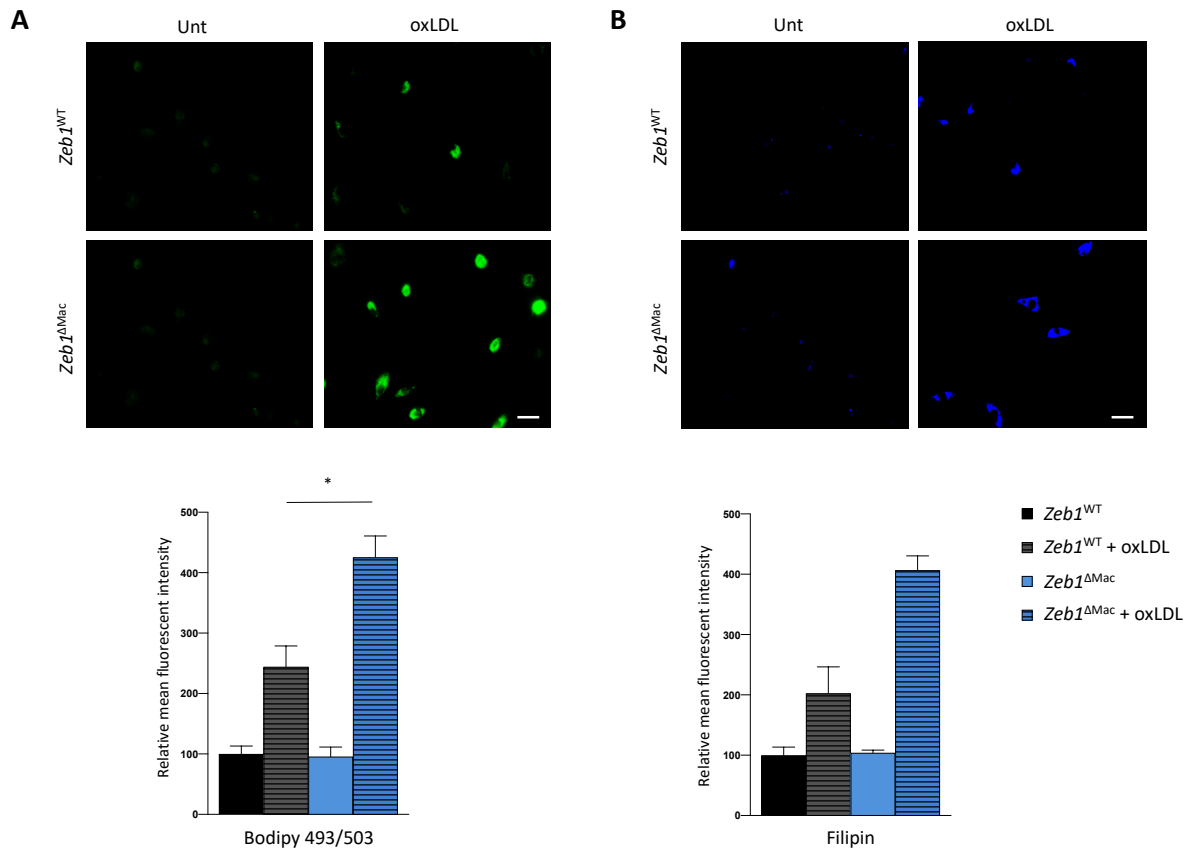 A
Unt
oxLDL
Zeb1WT
Zeb1ΔMac
*
Relative mean fluorescent intensity
500
400
300
200
100
0
Bodipy 493/503
B
Unt
oxLDL
Zeb1WT
Zeb1ΔMac
Relative mean fluorescent intensity
500
400
300
200
100
0
Filipin
Zeb1WT
Zeb1WT + oxLDL
Zeb1ΔMac
Zeb1ΔMac + oxLDL